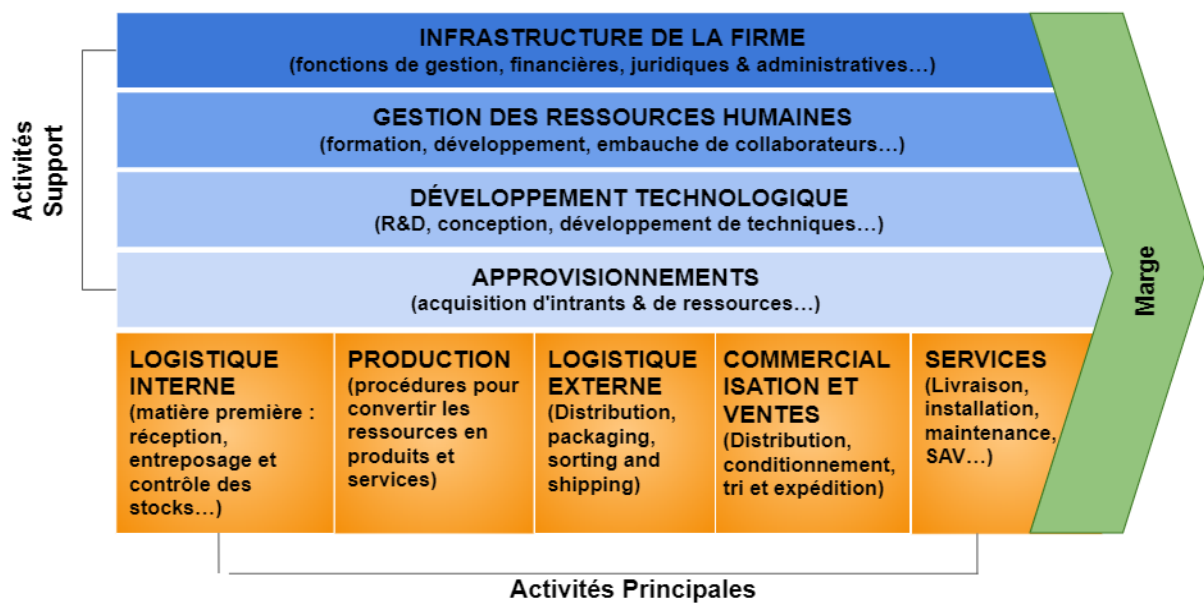 INFRASTRUCTURE DE LA FIRME
(fonctions de gestion, financières, juridiques & administratives…)
GESTION DES RESSOURCES HUMAINES
(formation, développement, embauche de collaborateurs…)
DÉVELOPPEMENT TECHNOLOGIQUE
(R&D, conception, développement de techniques…)
APPROVISIONNEMENTS
(acquisition d'intrants & de ressources…)
Activités
Support
LOGISTIQUE
INTERNE
(matière première :
réception,
entreposage et
contrôle des
stocks…)
PRODUCTION
(procédures pour
convertir les
ressources en
produits et
services)
LOGISTIQUE
EXTERNE
(Distribution,
packaging,
sorting and
shipping)
COMMERCIAL
ISATION ET
VENTES
(Distribution,
conditionnement,
tri et expédition)
SERVICES
(Livraison,
installation,
maintenance,
SAV…)
Marge
Activités Principales